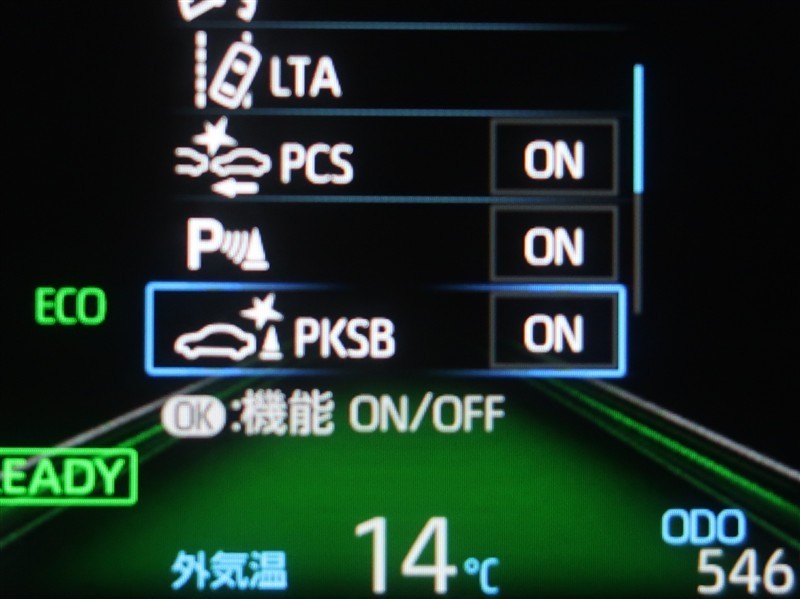 LTA
PCS ON
P ON
ECO
PKSB ON
OK:機能 ON/OFF
EADY
外気温 14℃
ODO
546